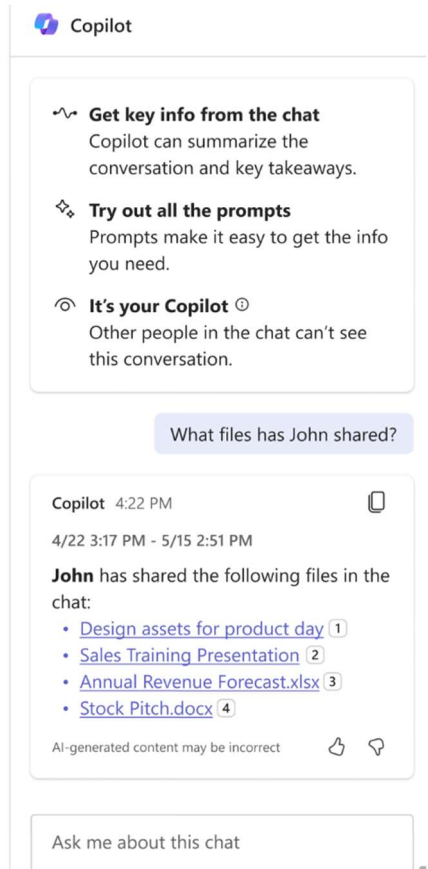 Copilot
Get key info from the chat
Copilot can summarize the
conversation and key takeaways.
Try out all the prompts
Prompts make it easy to get the info
you need.
It's your Copilot
Other people in the chat can't see
this conversation.
What files has John shared?
Copilot 4:22 PM
4/22 3:17 PM - 5/15 2:51 PM
John has shared the following files in the
chat:
• Design assets for product day 1
• Sales Training Presentation 2
• Annual Revenue Forecast.xlsx 3
• Stock Pitch.docx 4
AI-generated content may be incorrect
Ask me about this chat